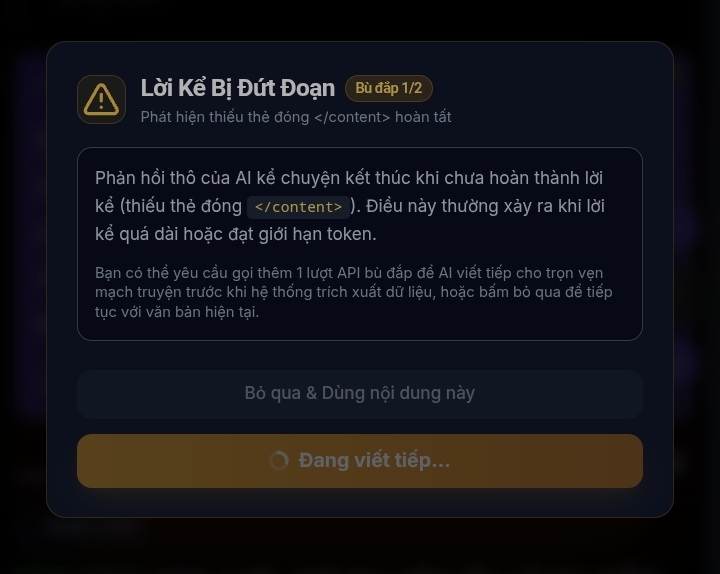 Lời Kể Bị Đứt Đoạn
Bù đắp 1/2
Phát hiện thiếu thẻ đóng </content> hoàn tất
Phản hồi thô của AI kể chuyện kết thúc khi chưa hoàn thành lời
kể (thiếu thẻ đóng </content>). Điều này thường xảy ra khi lời
kể quá dài hoặc đạt giới hạn token.
Bạn có thể yêu cầu gọi thêm 1 lượt API bù đắp để AI viết tiếp cho trọn vẹn
mạch truyện trước khi hệ thống trích xuất dữ liệu, hoặc bấm bỏ qua để tiếp
tục với văn bản hiện tại.
Bỏ qua & Dùng nội dung này
Đang viết tiếp...